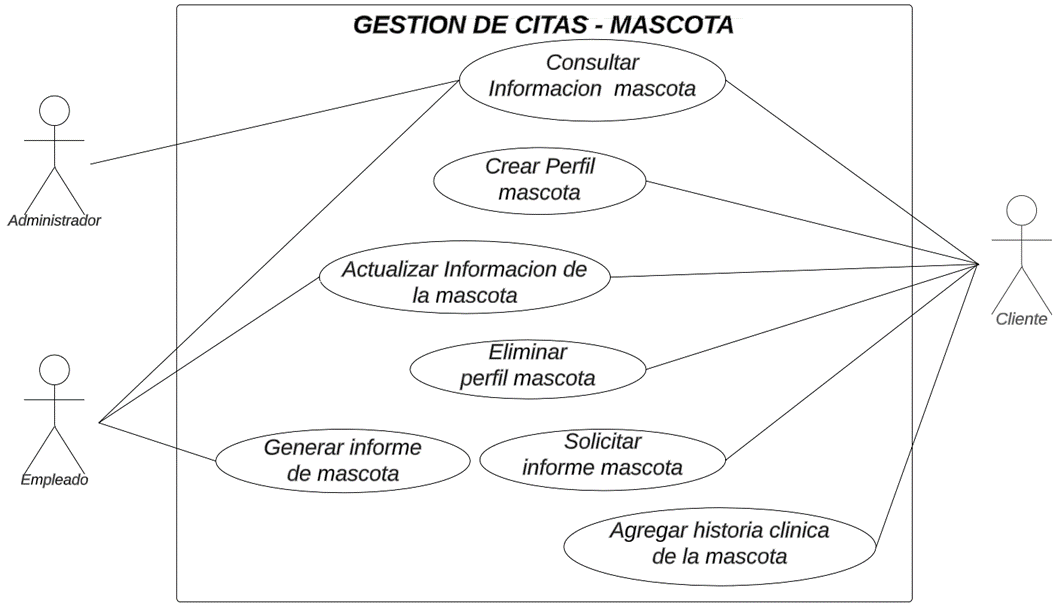 GESTION DE CITAS - MASCOTA
Consultar
Informacion mascota
Administrador
Crear Perfil
mascota
Actualizar Informacion de
la mascota
Cliente
Eliminar
perfil mascota
Empleado
Generar informe
de mascota
Solicitar
informe mascota
Agregar historia clinica
de la mascota